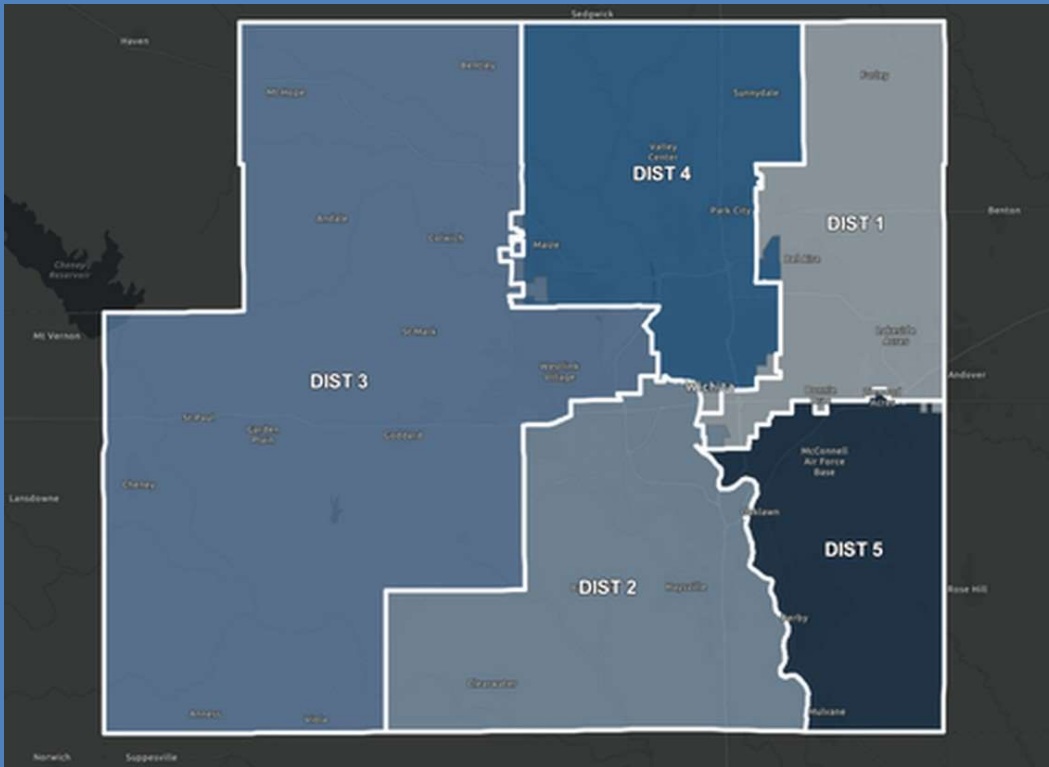 Sedgwick
Haven
Bentley
Furley
Mt Hope
Sunnydale
Valley
Center
DIST 4
Park City
Benton
Andale
DIST 1
Colwich
Maize
Bel Aire
Cheney
Reservoir
Mt Vernon
St Mark
Lakeside
Acres
Westlink
Village
DIST 3
Andover
Wichita
Acres
St Paul
Garden
Plain
Goddard
McConnell
Air Force
Base
Cheney
Lansdowne
Oaklawn
DIST 5
DIST 2
Haysville
Rose Hill
Derby
Clearwater
Anness
Viola
Mulvane
Norwich
Suppesville